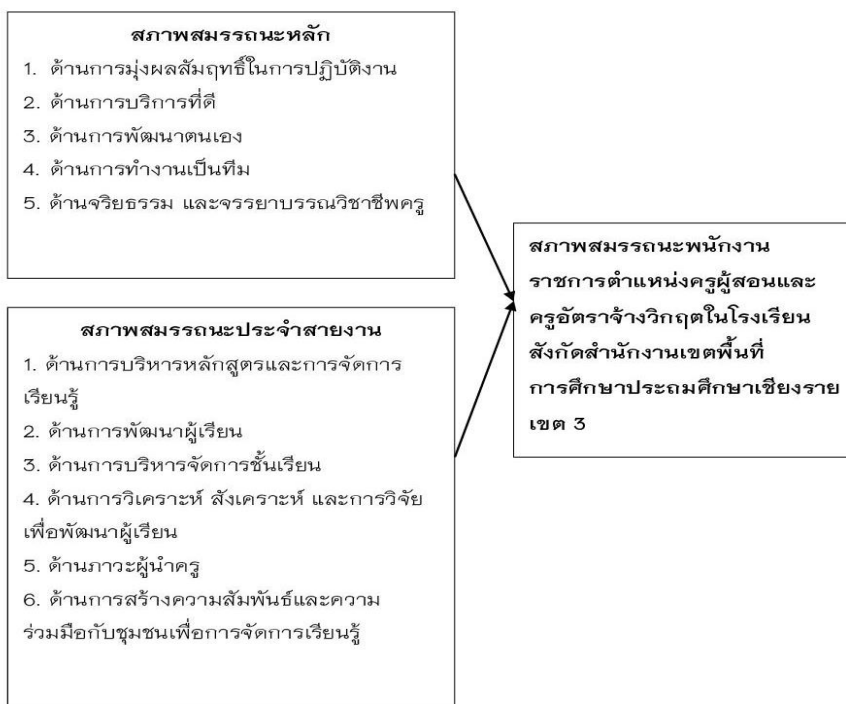 สภาพสมรรถนะหลัก
1. ด้านการมุ่งผลสัมฤทธิ์ในการปฏิบัติงาน
2. ด้านการบริการที่ดี
3. ด้านการพัฒนาตนเอง
4. ด้านการทำงานเป็นทีม
5. ด้านจริยธรรม และจรรยาบรรณวิชาชีพครู
สภาพสมรรถนะประจำสายงาน
1. ด้านการบริหารหลักสูตรและการจัดการ
เรียนรู้
2. ด้านการพัฒนาผู้เรียน
3. ด้านการบริหารจัดการชั้นเรียน
4. ด้านการวิเคราะห์ สังเคราะห์ และการวิจัย
เพื่อพัฒนาผู้เรียน
5. ด้านภาวะผู้นำครู
6. ด้านการสร้างความสัมพันธ์และความ
ร่วมมือกับชุมชนเพื่อการจัดการเรียนรู้
สภาพสมรรถนะพนักงาน
ราชการตำแหน่งครูผู้สอนและ
ครูอัตราจ้างวิกฤตในโรงเรียน
สังกัดสำนักงานเขตพื้นที่
การศึกษาประถมศึกษาเชียงราย
เขต 3